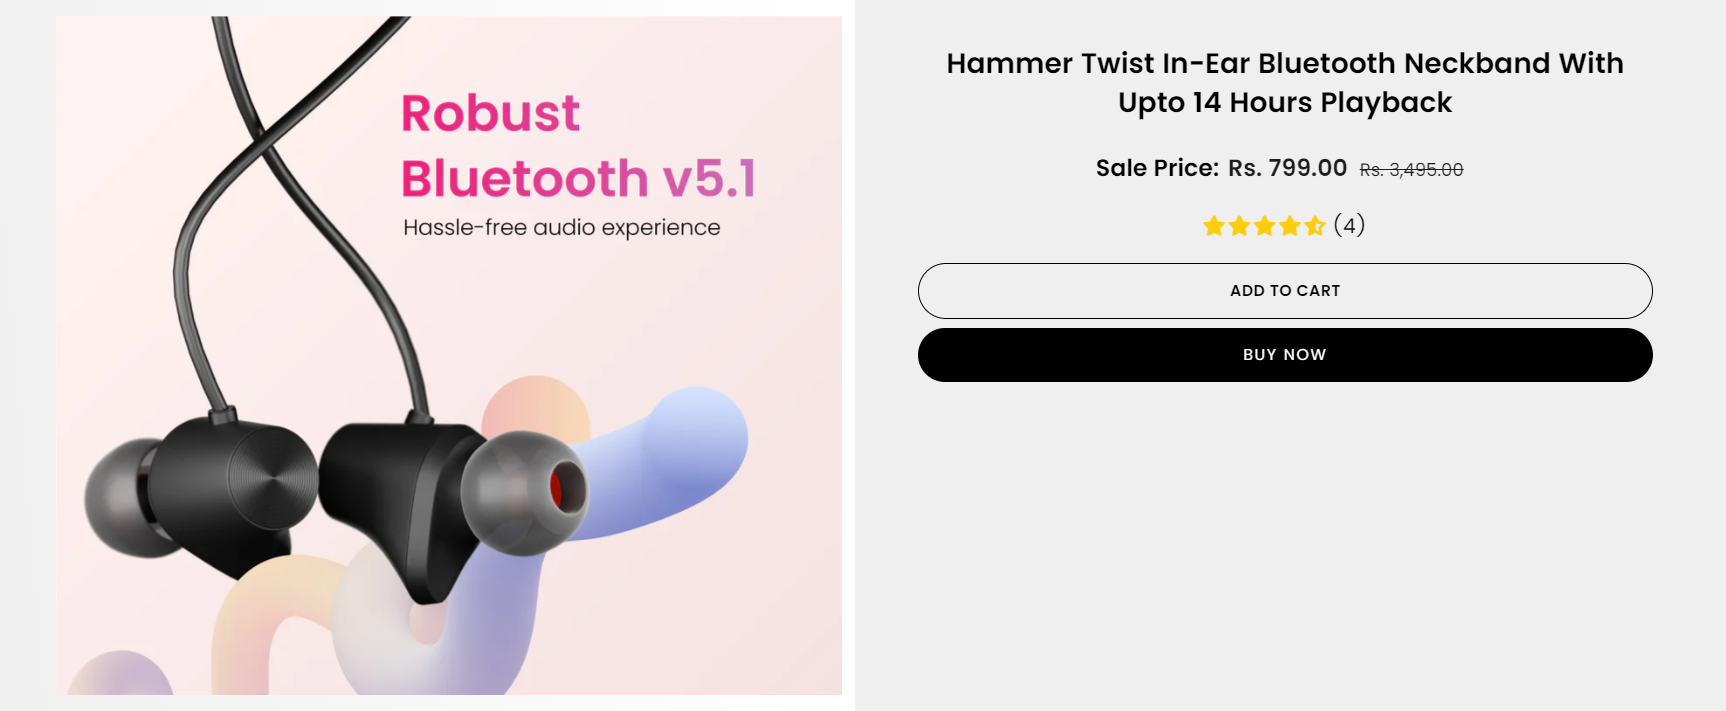 Robust
Bluetooth v5.1
Hassle-free audio experience
Hammer Twist In-Ear Bluetooth Neckband With
Upto 14 Hours Playback
Sale Price: Rs. 799.00 Rs. 3,495.00
(4)
ADD TO CART
BUY NOW